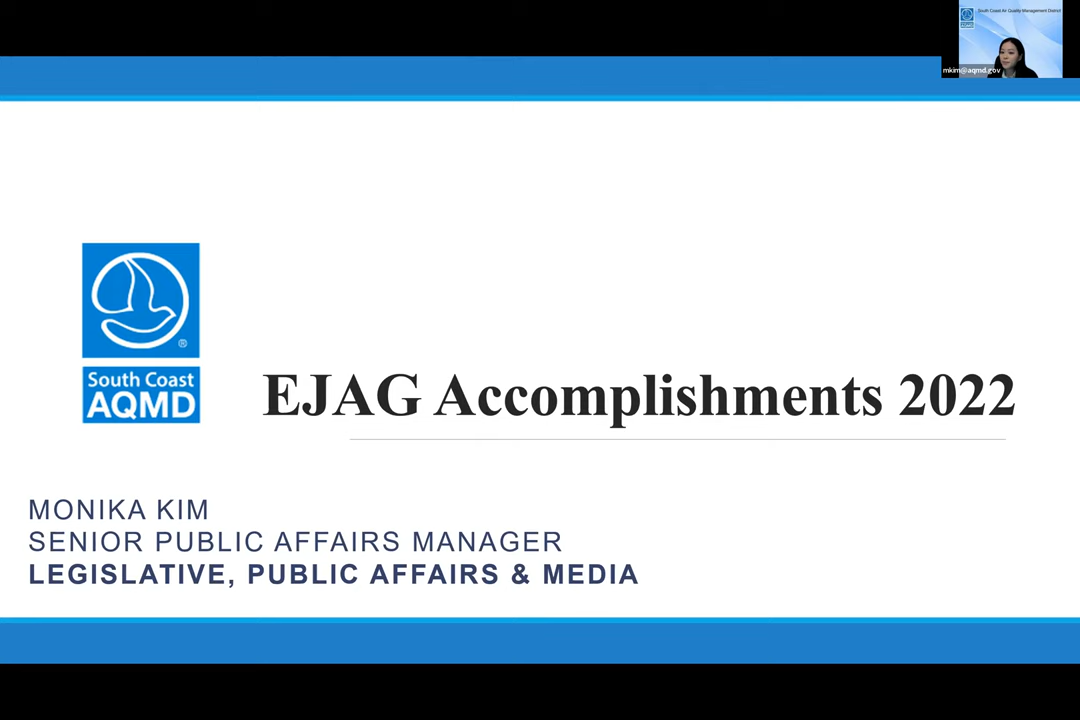 South Coast Air Quality Management District
mkim@aqmd.gov
®
South Coast
AQMD
EJAG Accomplishments 2022
MONIKA KIM
SENIOR PUBLIC AFFAIRS MANAGER
LEGISLATIVE, PUBLIC AFFAIRS & MEDIA